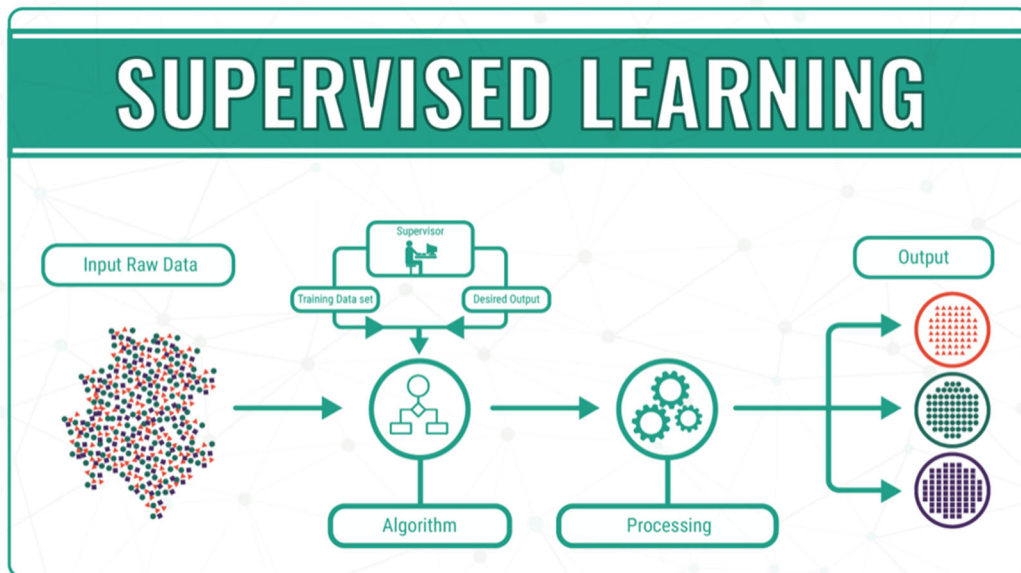 SUPERVISED LEARNING
Input Raw Data
Supervisor
Training Data set
Desired Output
Algorithm
Processing
Output